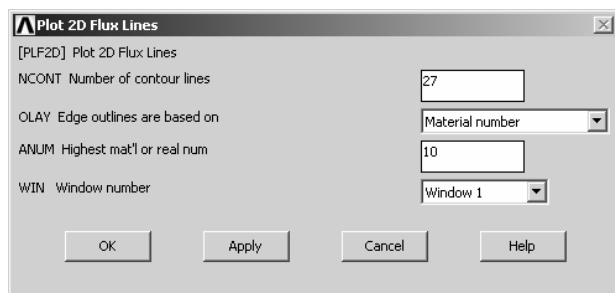 Plot 2D Flux Lines
[PLF2D] Plot 2D Flux Lines
NCONT Number of contour lines 27
OLAY Edge outlines are based on Material number
ANUM Highest mat'l or real num 10
WIN Window number Window 1
OK Apply Cancel Help